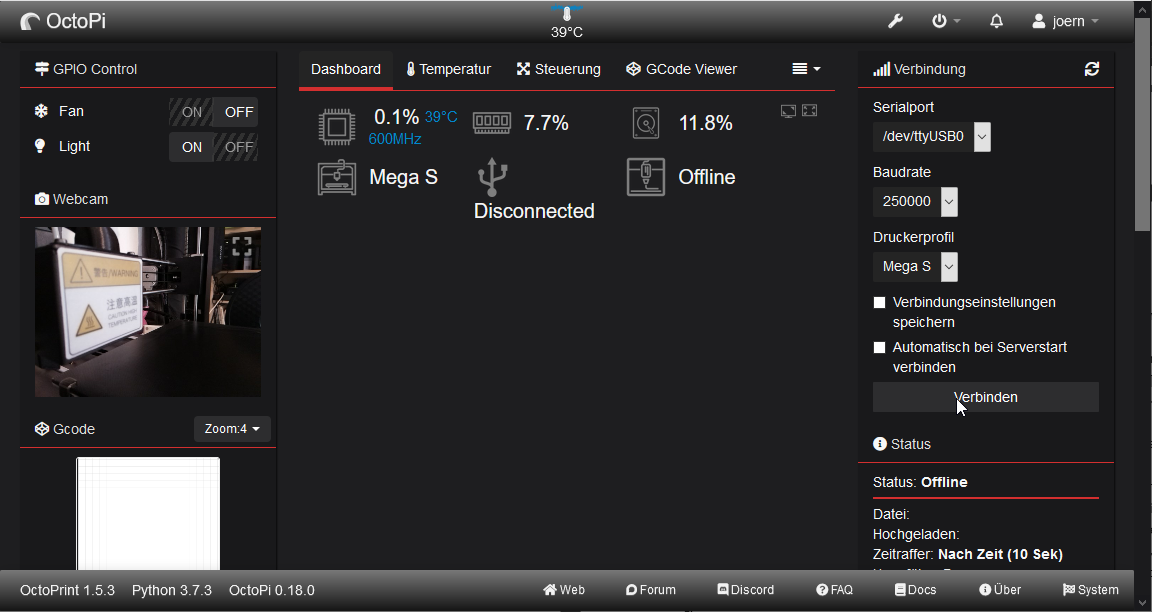 OctoPi
39°C
joern
GPIO Control
Fan
ON OFF
Light
ON OFF
Webcam
警告/WARNING
注意高温
CAUTION HIGH
TEMPERATURE
Gcode
Zoom:4
Dashboard
Temperatur
Steuerung
GCode Viewer
0.1% 39°C
600MHz
7.7%
11.8%
Mega S
Disconnected
Offline
Verbindung
Serialport
/dev/ttyUSB0
Baudrate
250000
Druckerprofil
Mega S
Verbindungseinstellungen
speichern
Automatisch bei Serverstart
verbinden
Verbinden
Status
Status: Offline
Datei:
Hochgeladen:
Zeitraffer: Nach Zeit (10 Sek)
OctoPrint 1.5.3 Python 3.7.3 OctoPi 0.18.0
Web
Forum
Discord
FAQ
Docs
Über
System